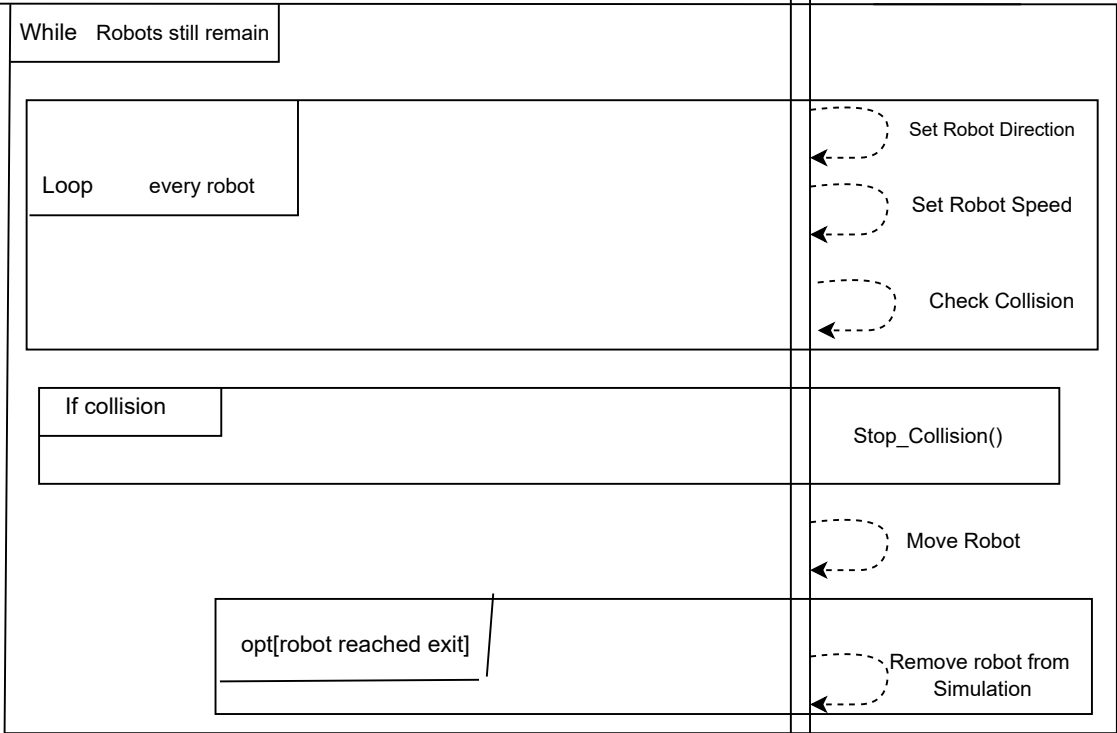 While Robots still remain
Set Robot Direction
Loop every robot
Set Robot Speed
Check Collision
If collision
Stop_Collision()
Move Robot
opt[robot reached exit]
Remove robot from
Simulation